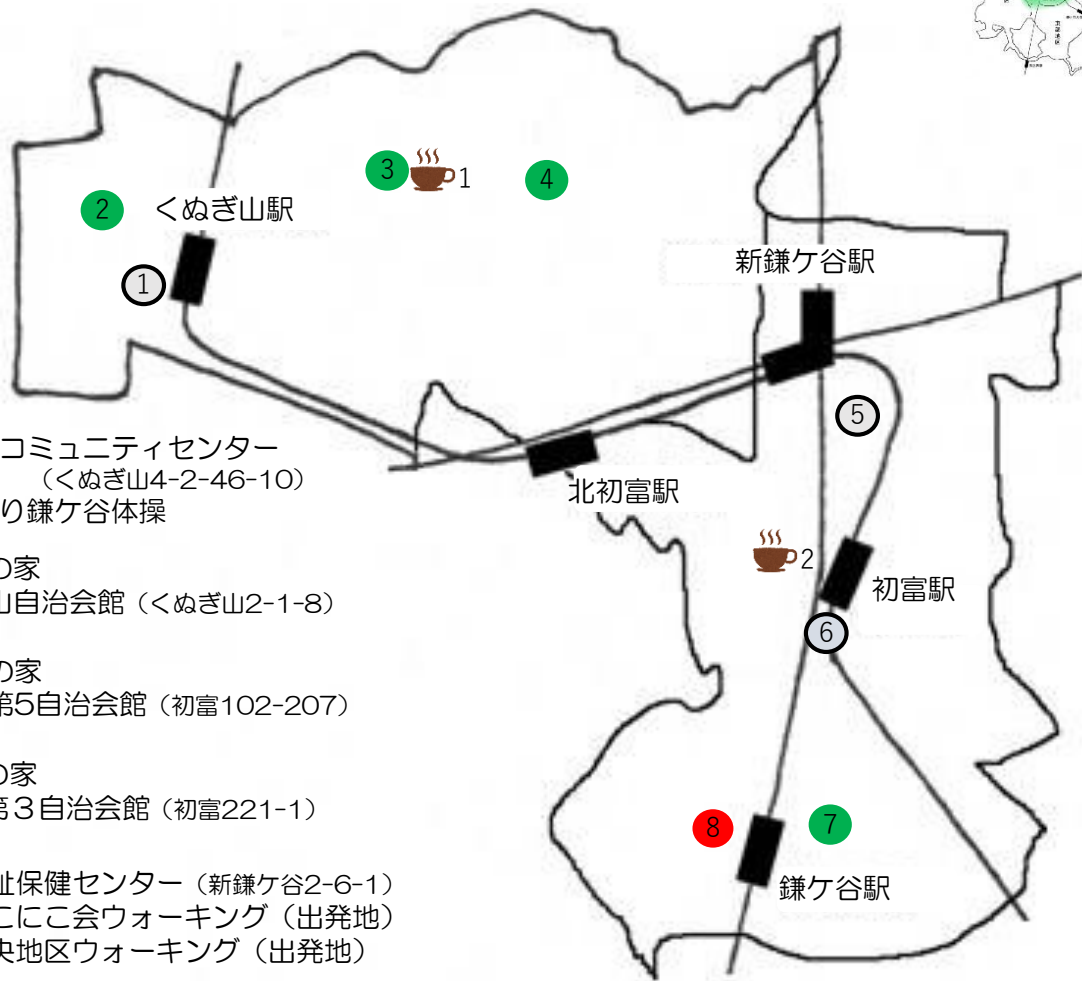 3
1
4
2
くぬぎ山駅
新鎌ケ谷駅
1
5
コミュニティセンター
（くぬぎ山4-2-46-10）
り鎌ケ谷体操
北初富駅
2
の家
初富駅
山自治会館（くぬぎ山2-1-8）
6
の家
第5自治会館（初富102-207）
の家
第３自治会館（初富221-1）
8
7
祉保健センター（新鎌ケ谷2-6-1）
鎌ケ谷駅
こにこ会ウォーキング（出発地）
央地区ウォーキング（出発地）